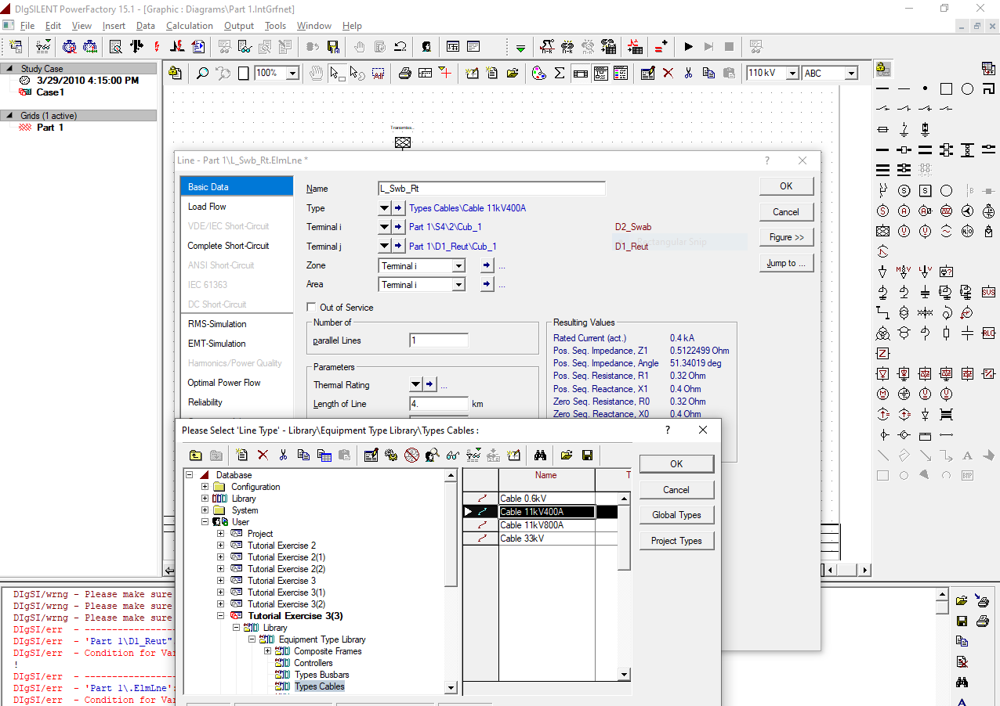 DIgSILENT PowerFactory 15.1 - [Graphic : Diagrams\Part 1.IntGrfnet]
File Edit View Insert Data Calculation Output Tools Window Help
Study Case
3/29/2010 4:15:00 PM
Case1
Grids (1 active)
Part 1
100%
110 kV
ABC
Line - Part 1\L_Swb_Rt.ElmLne *
Basic Data
Load Flow
VDE/IEC Short-Circuit
Complete Short-Circuit
ANSI Short-Circuit
IEC 61363
DC Short-Circuit
RMS-Simulation
EMT-Simulation
Harmonics/Power Quality
Optimal Power Flow
Reliability
Name L_Swb_Rt
Type Types Cables\Cable 11kV400A
Terminal i Part 1\S4\2\Cub_1 D2_Swab
Rectangular Snip
Terminal j Part 1\D1_Reut\Cub_1 D1_Reut
Zone Terminal i ...
Area Terminal i ...
Out of Service
Number of
parallel Lines 1
Parameters
Thermal Rating ...
Length of Line 4. km
Resulting Values
Rated Current (act.) 0.4 kA
Pos. Seq. Impedance, Z1 0.5122499 Ohm
Pos. Seq. Impedance, Angle 51.34019 deg
Pos. Seq. Resistance, R1 0.32 Ohm
Pos. Seq. Reactance, X1 0.4 Ohm
Zero Seq. Resistance, R0 0.32 Ohm
Zero Seq. Reactance, X0 0.4 Ohm
OK
Cancel
Figure >>
Jump to ...
Please Select 'Line Type' - Library\Equipment Type Library\Types Cables :
Database
Configuration
Library
System
User
Project
Tutorial Exercise 2
Tutorial Exercise 2(1)
Tutorial Exercise 2(2)
Tutorial Exercise 3
Tutorial Exercise 3(1)
Tutorial Exercise 3(2)
Tutorial Exercise 3(3)
Library
Equipment Type Library
Composite Frames
Controllers
Types Busbars
Types Cables
Name T
Cable 0.6kV
Cable 11kV400A
Cable 11kV800A
Cable 33kV
OK
Cancel
Global Types
Project Types
DIgSI/wrng - Please make sure
DIgSI/wrng - Please make sure
DIgSI/wrng - Please make sure
DIgSI/err - ----------------
DIgSI/err - 'Part 1\D1_Reut"
DIgSI/err - Condition for Var
!
DIgSI/err - ----------------
DIgSI/err - 'Part 1\.ElmLne'
DIgSI/err - Condition for Var
SUS
RLC
BMP